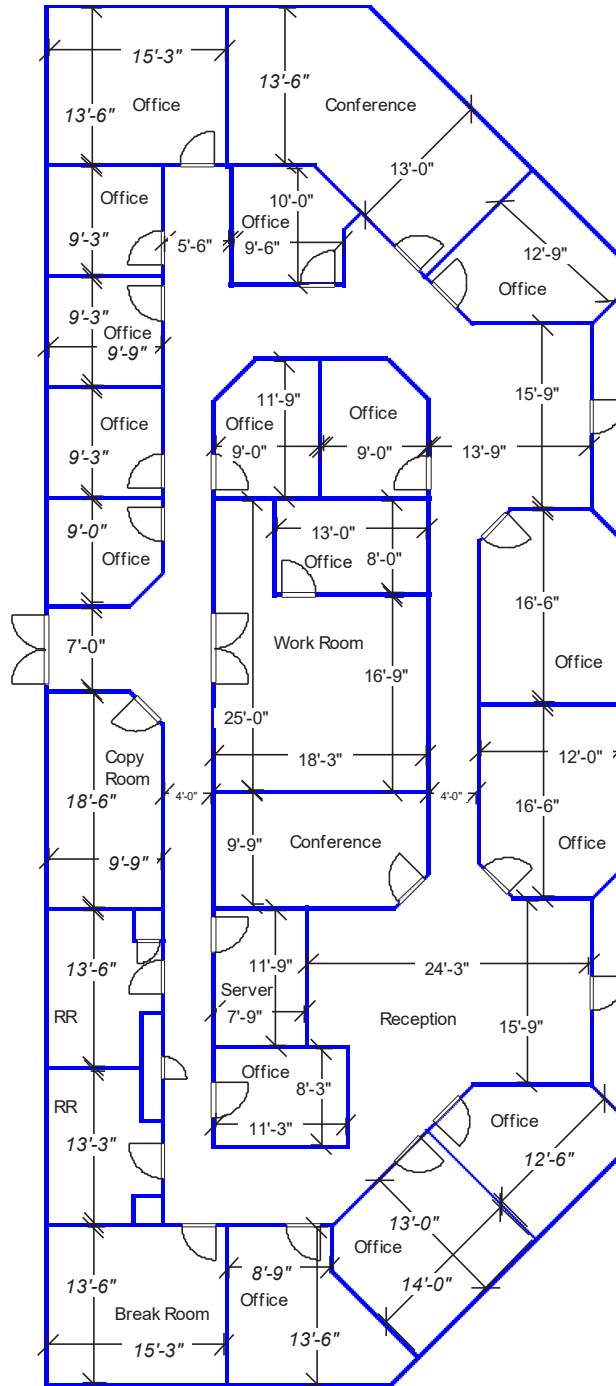 15'-3"
13'-6"
Office
13'-6"
Conference
13'-0"
Office
9'-3"
5'-6"
10'-0"
Office
9'-6"
12'-9"
Office
9'-3"
Office
9'-9"
15'-9"
11'-9"
Office
9'-0"
Office
9'-0"
13'-9"
Office
9'-3"
9'-0"
Office
13'-0"
Office
8'-0"
16'-6"
Office
7'-0"
Work Room
16'-9"
25'-0"
18'-3"
Copy
Room
18'-6"
9'-9"
4'-0"
4'-0"
12'-0"
16'-6"
Office
9'-9"
Conference
13'-6"
RR
11'-9"
Server
7'-9"
24'-3"
Reception
15'-9"
RR
13'-3"
Office
8'-3"
11'-3"
Office
12'-6"
13'-0"
14'-0"
Office
8'-9"
Office
13'-6"
13'-6"
Break Room
15'-3"